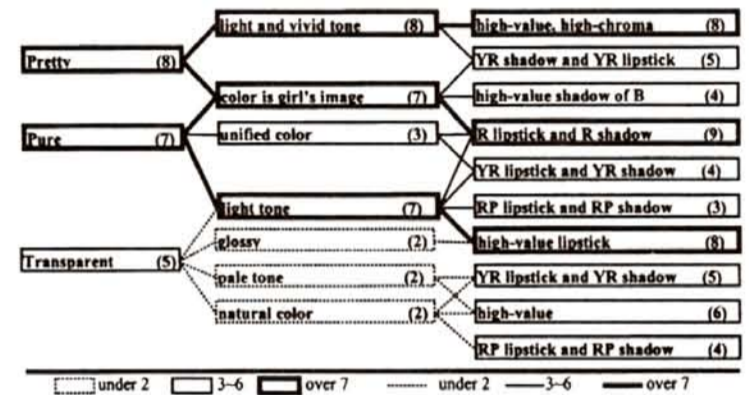 light and vivid tone (8) high-value, high-chroma (8)
Pretty (8) YR shadow and YR lipstick (5)
color is girl's image (7) high-value shadow of B (4)
Pure (7) unified color (3) R lipstick and R shadow (9)
YR lipstick and YR shadow (4)
light tone (7) RP lipstick and RP shadow (3)
glossy (2) high-value lipstick (8)
Transparent (5) pale tone (2) YR lipstick and YR shadow (5)
natural color (2) high-value (6)
RP lipstick and RP shadow (4)
under 2 3~6 over 7 under 2 3~6 over 7